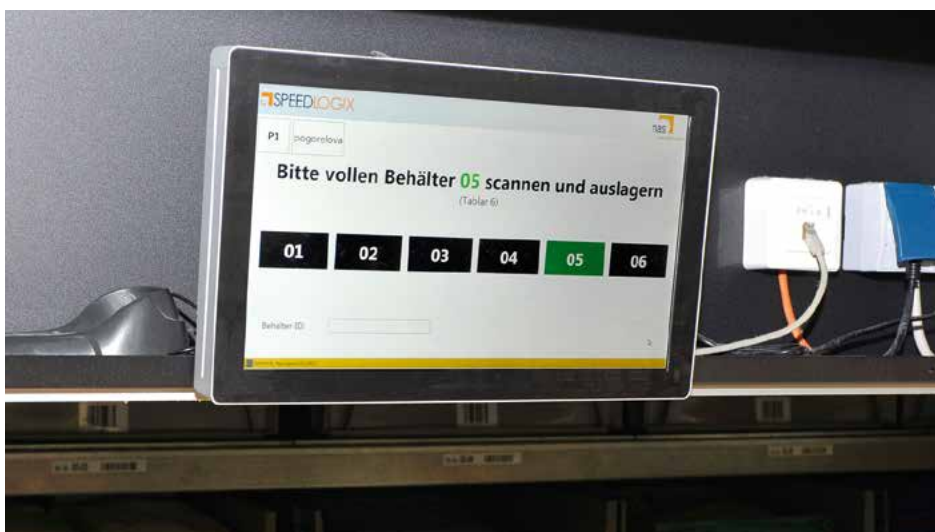 SPEEDLOGIX
nas
P1 pogorelova
Bitte vollen Behälter 05 scannen und auslagern
(Tablar 6)
01 02 03 04 05 06
Behälter ID: